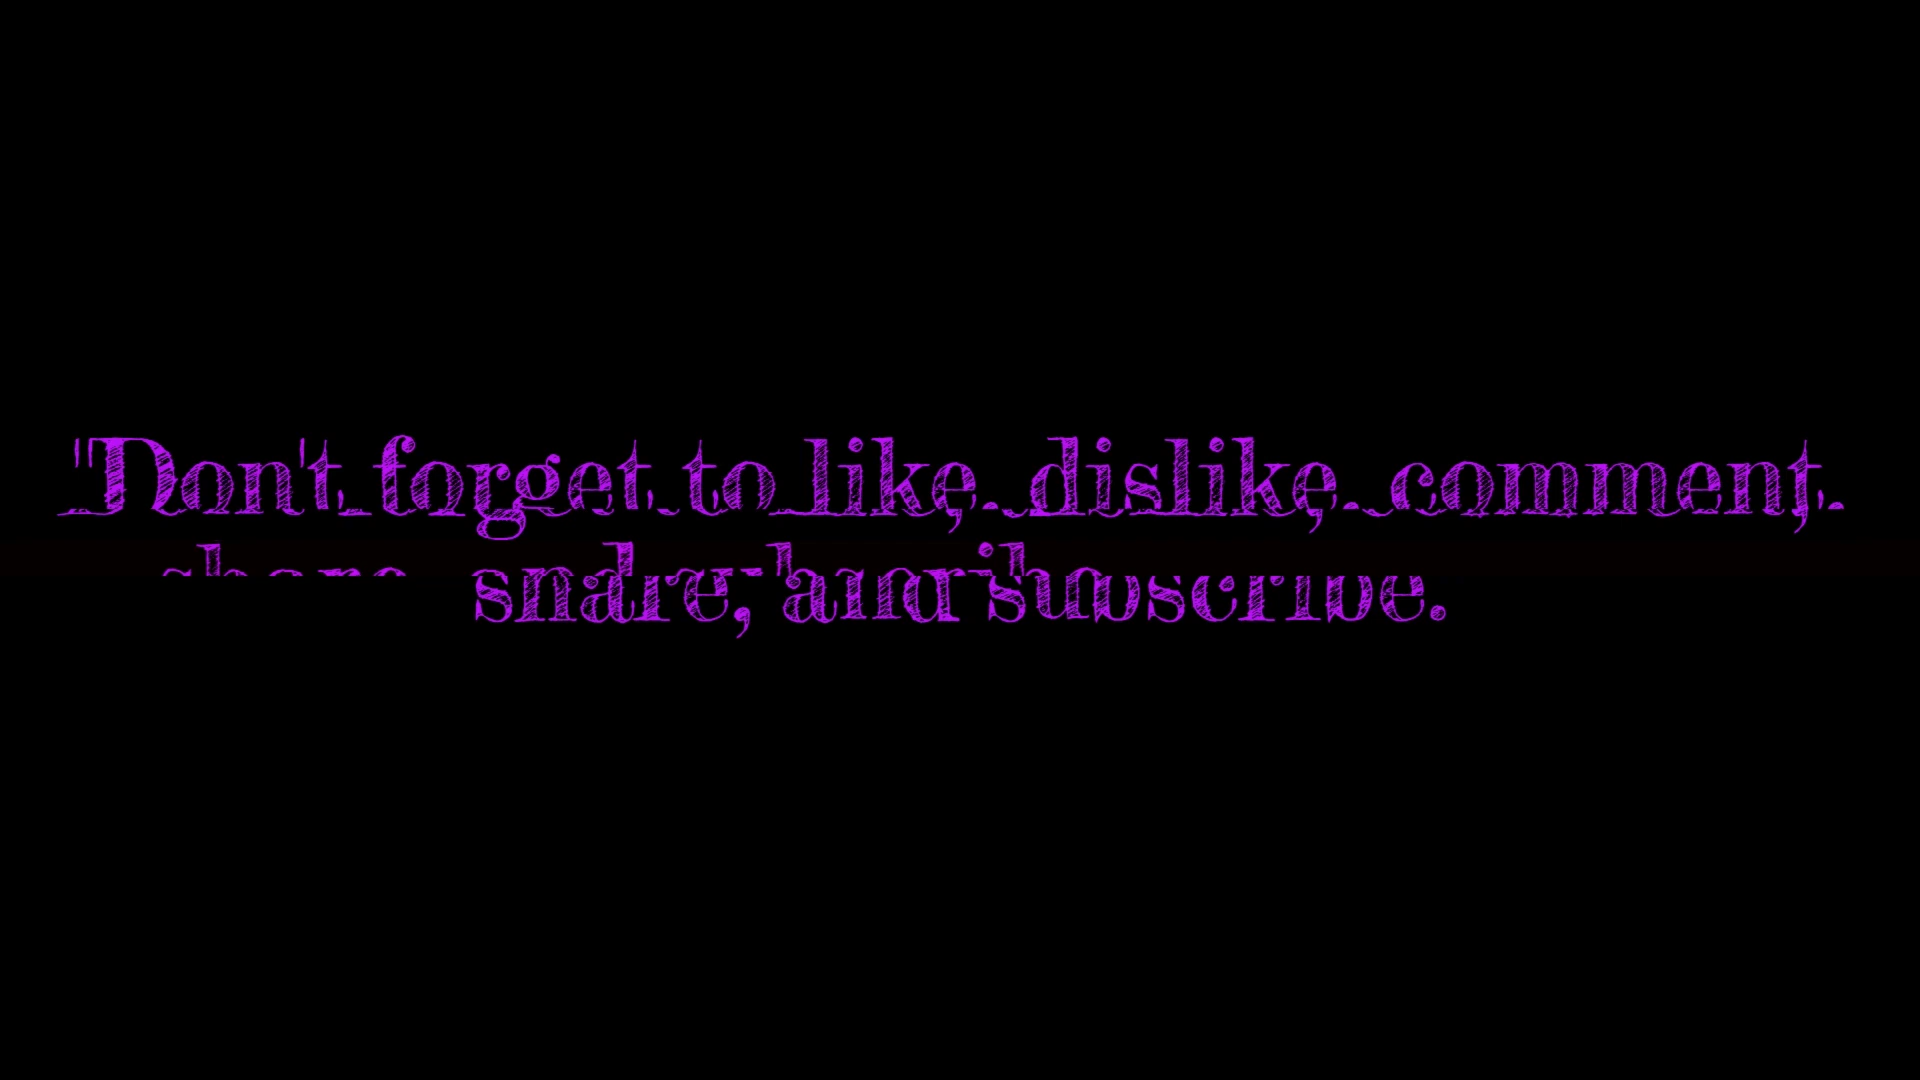 "Don't forget to like, dislike, comment,
share, and subscribe.